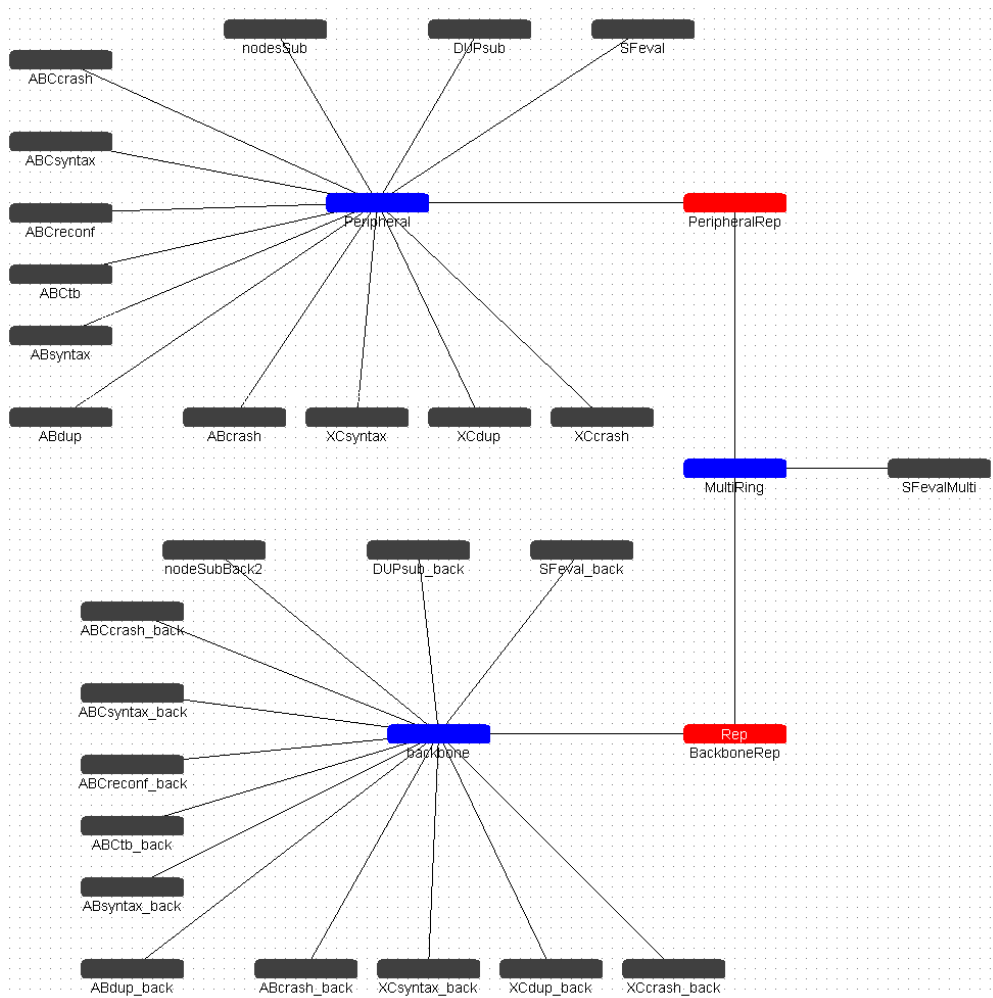 nodesSub
DUPsub
SFeval
ABCcrash
ABCsyntax
ABCreconf
Peripheral
PeripheralRep
ABCtb
ABsyntax
ABdup
ABcrash
XCsyntax
XCdup
XCcrash
MultiRing
SFevalMulti
nodeSubBack2
DUPsub_back
SFeval_back
ABCcrash_back
ABCsyntax_back
Rep
backbone
BackboneRep
ABCreconf_back
ABCtb_back
ABsyntax_back
ABdup_back
ABcrash_back
XCsyntax_back
XCdup_back
XCcrash_back